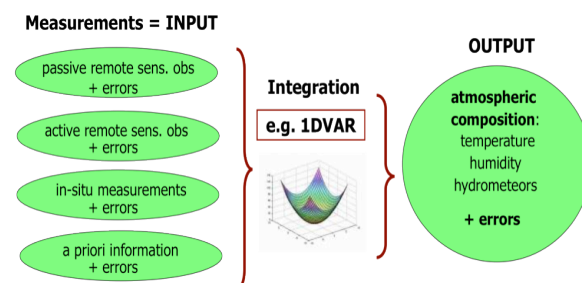 Measurements = INPUT
passive remote sens. obs
+ errors
active remote sens. obs
+ errors
in-situ measurements
+ errors
a priori information
+ errors
Integration
e.g. 1DVAR
OUTPUT
atmospheric
composition:
temperature
humidity
hydrometeors
+ errors